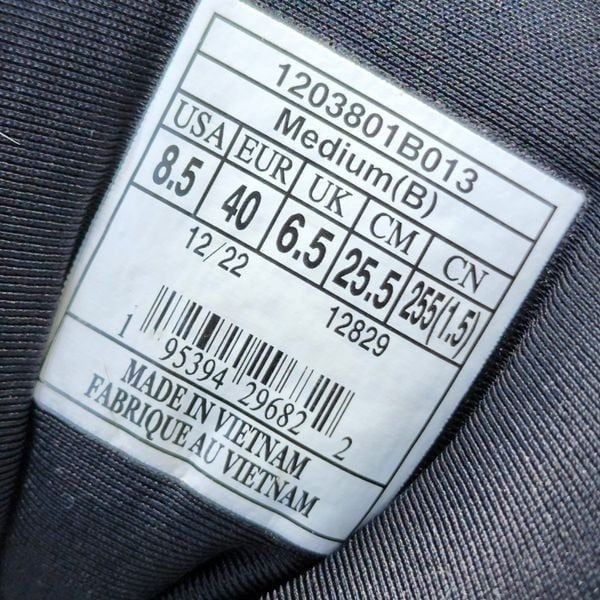 1203801B013
Medium(B)
USA EUR UK CM CN
8.5 40 6.5 25.5 255(1.5)
12/22 12829
1 95394 29682 2
MADE IN VIETNAM
FABRIQUE AU VIETNAM